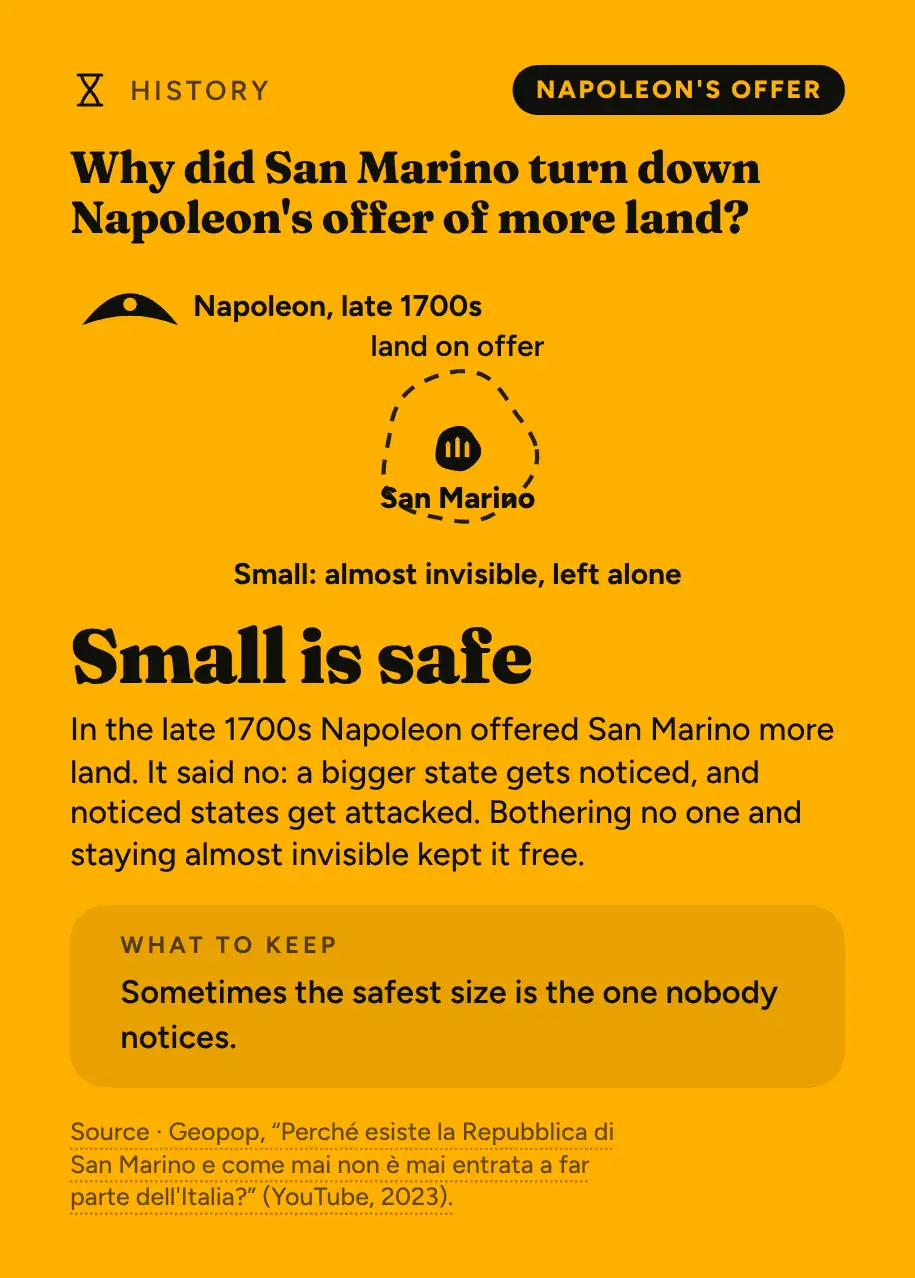 HISTORY
NAPOLEON'S OFFER
Why did San Marino turn down
Napoleon's offer of more land?
Napoleon, late 1700s
land on offer
San Marino
Small: almost invisible, left alone
Small is safe
In the late 1700s Napoleon offered San Marino more
land. It said no: a bigger state gets noticed, and
noticed states get attacked. Bothering no one and
staying almost invisible kept it free.
WHAT TO KEEP
Sometimes the safest size is the one nobody
notices.
Source · Geopop, “Perché esiste la Repubblica di
San Marino e come mai non è mai entrata a far
parte dell'Italia?” (YouTube, 2023).